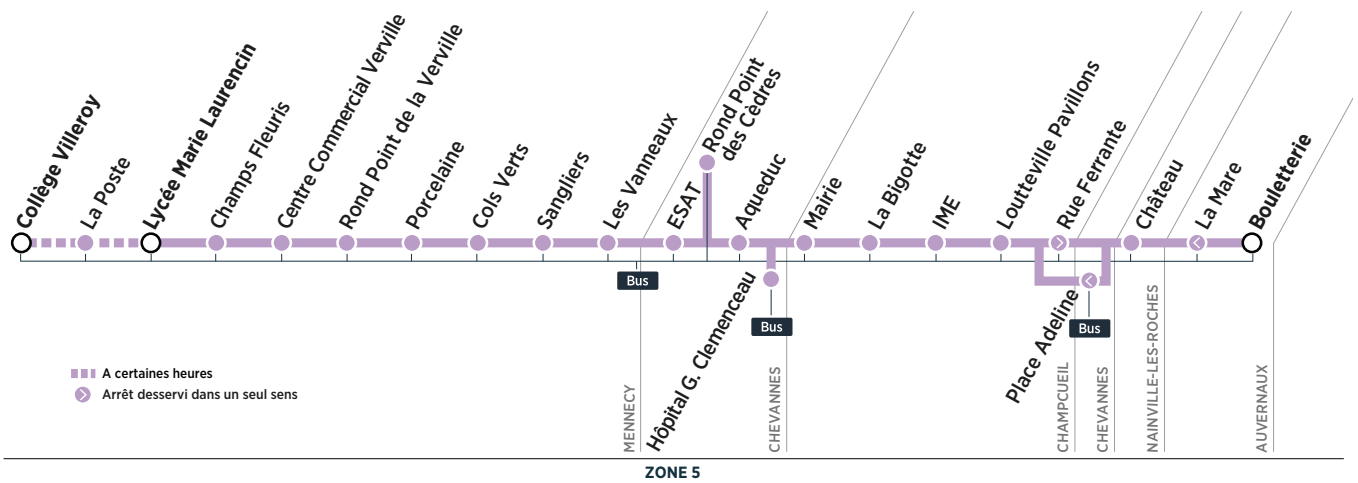 Collège Villeroy
La Poste
Lycée Marie Laurencin
Champs Fleuris
Centre Commercial Verville
Rond Point de la Verville
Porcelaine
Cols Verts
Sangliers
Les Vanneaux
ESAT
Rond Point
des Cèdres
Aqueduc
Mairie
La Bigotte
IME
Loutteville Pavillons
Rue Ferrante
Château
La Mare
Bouletterie
Bus
Hôpital G. Clemenceau
Bus
Place Adeline
Bus
A certaines heures
Arrêt desservi dans un seul sens
MENNECY
CHEVANNES
CHAMPCUEIL
CHEVANNES
NAINVILLE-LES-ROCHES
AUVERNAUX
ZONE 5